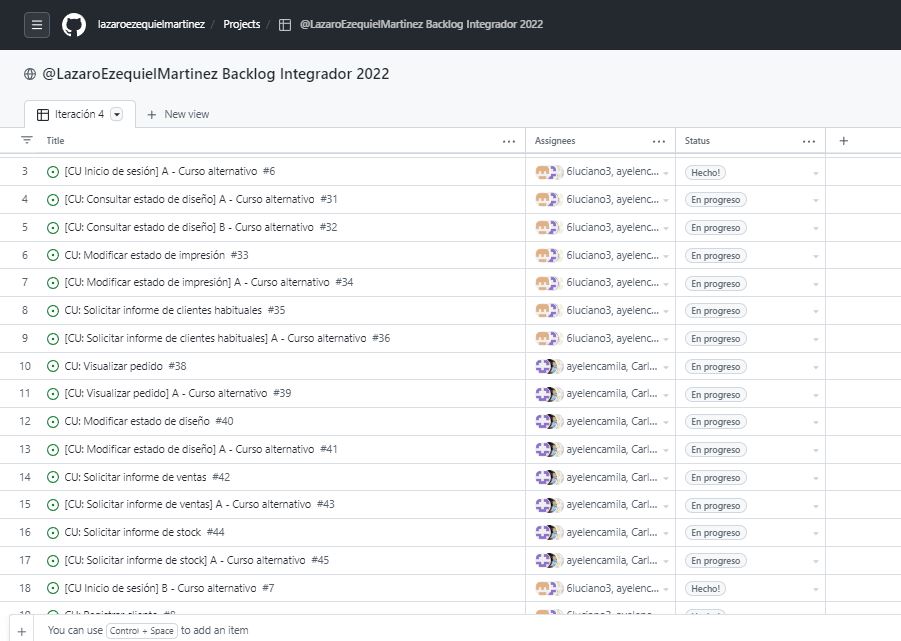 lazaroezequielmartinez / Projects / @LazaroEzequielMartinez Backlog Integrador 2022
@LazaroEzequielMartinez Backlog Integrador 2022
Iteración 4 + New view
Title ... Assignees ... Status ... +
3 [CU Inicio de sesión] A - Curso alternativo #6 6luciano3, ayelenc... Hecho!
4 [CU: Consultar estado de diseño] A - Curso alternativo #31 6luciano3, ayelenc... En progreso
5 [CU: Consultar estado de diseño] B - Curso alternativo #32 6luciano3, ayelenc... En progreso
6 CU: Modificar estado de impresión #33 6luciano3, ayelenc... En progreso
7 [CU: Modificar estado de impresión] A - Curso alternativo #34 6luciano3, ayelenc... En progreso
8 CU: Solicitar informe de clientes habituales #35 6luciano3, ayelenc... En progreso
9 [CU: Solicitar informe de clientes habituales] A - Curso alternativo #36 6luciano3, ayelenc... En progreso
10 CU: Visualizar pedido #38 ayelencamila, Carl... En progreso
11 [CU: Visualizar pedido] A - Curso alternativo #39 ayelencamila, Carl... En progreso
12 CU: Modificar estado de diseño #40 ayelencamila, Carl... En progreso
13 [CU: Modificar estado de diseño] A - Curso alternativo #41 ayelencamila, Carl... En progreso
14 CU: Solicitar informe de ventas #42 ayelencamila, Carl... En progreso
15 [CU: Solicitar informe de ventas] A - Curso alternativo #43 ayelencamila, Carl... En progreso
16 CU: Solicitar informe de stock #44 ayelencamila, Carl... En progreso
17 [CU: Solicitar informe de stock] A - Curso alternativo #45 ayelencamila, Carl... En progreso
18 [CU Inicio de sesión] B - Curso alternativo #7 6luciano3, ayelenc... Hecho!
+ You can use Control + Space to add an item